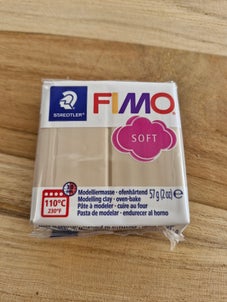 STAEDTLER
FIMO
SOFT
110°C
230°F
57 g (2 oz) e
Modelliermasse - ofenhärtend
Modelling clay - oven-bake
Pâte à modeler - cuire au four
Pasta de modelar - endurecer al horno